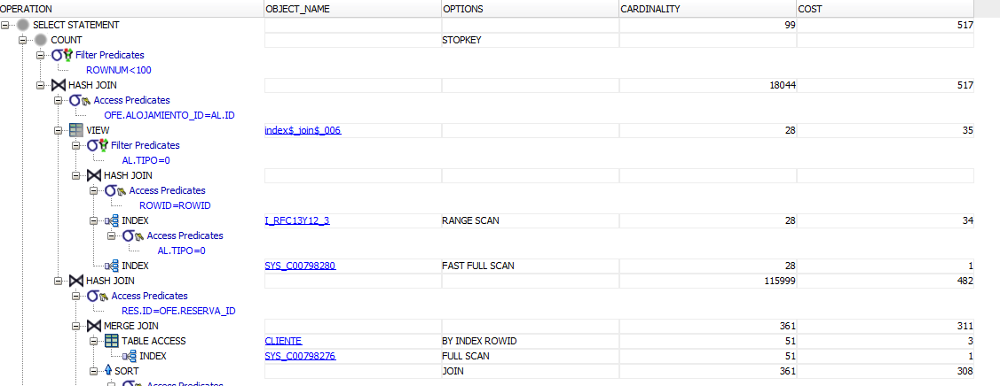 OPERATION OBJECT_NAME OPTIONS CARDINALITY COST
SELECT STATEMENT 99 517
COUNT STOPKEY
Filter Predicates
ROWNUM<100
HASH JOIN 18044 517
Access Predicates
OFE.ALOJAMIENTO_ID=AL.ID
VIEW index$_join$_006 28 35
Filter Predicates
AL.TIPO=0
HASH JOIN
Access Predicates
ROWID=ROWID
INDEX I_RFC13Y12_3 RANGE SCAN 28 34
Access Predicates
AL.TIPO=0
INDEX SYS_C00798280 FAST FULL SCAN 28 1
HASH JOIN 115999 482
Access Predicates
RES.ID=OFE.RESERVA_ID
MERGE JOIN 361 311
TABLE ACCESS CLIENTE BY INDEX ROWID 51 3
INDEX SYS_C00798276 FULL SCAN 51 1
SORT JOIN 361 308
Access Predicates